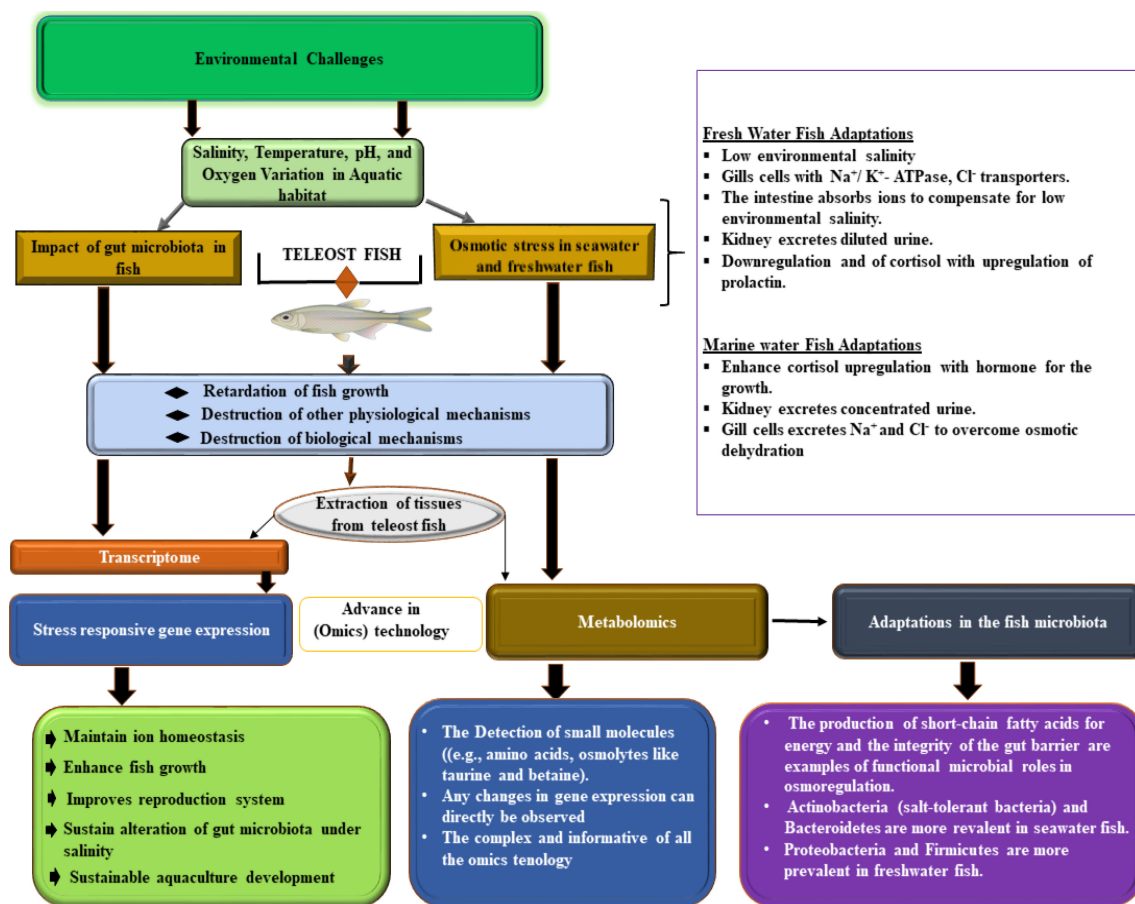 Environmental Challenges
Salinity, Temperature, pH, and
Oxygen Variation in Aquatic
habitat
Impact of gut microbiota in
fish
TELEOST FISH
Osmotic stress in seawater
and freshwater fish
Fresh Water Fish Adaptations
▪ Low environmental salinity
▪ Gills cells with Na⁺/ K⁺- ATPase, Cl⁻ transporters.
▪ The intestine absorbs ions to compensate for low
environmental salinity.
▪ Kidney excretes diluted urine.
▪ Downregulation and of cortisol with upregulation of
prolactin.
Marine water Fish Adaptations
▪ Enhance cortisol upregulation with hormone for the
growth.
▪ Kidney excretes concentrated urine.
▪ Gill cells excretes Na⁺ and Cl⁻ to overcome osmotic
dehydration
◆ Retardation of fish growth
◆ Destruction of other physiological mechanisms
◆ Destruction of biological mechanisms
Extraction of tissues
from teleost fish
Transcriptome
Stress responsive gene expression
Advance in
(Omics) technology
Metabolomics
Adaptations in the fish microbiota
Maintain ion homeostasis
Enhance fish growth
Improves reproduction system
Sustain alteration of gut microbiota under
salinity
Sustainable aquaculture development
• The Detection of small molecules
((e.g., amino acids, osmolytes like
taurine and betaine).
• Any changes in gene expression can
directly be observed
• The complex and informative of all
the omics tenology
• The production of short-chain fatty acids for
energy and the integrity of the gut barrier are
examples of functional microbial roles in
osmoregulation.
• Actinobacteria (salt-tolerant bacteria) and
Bacteroidetes are more revalent in seawater fish.
• Proteobacteria and Firmicutes are more
prevalent in freshwater fish.